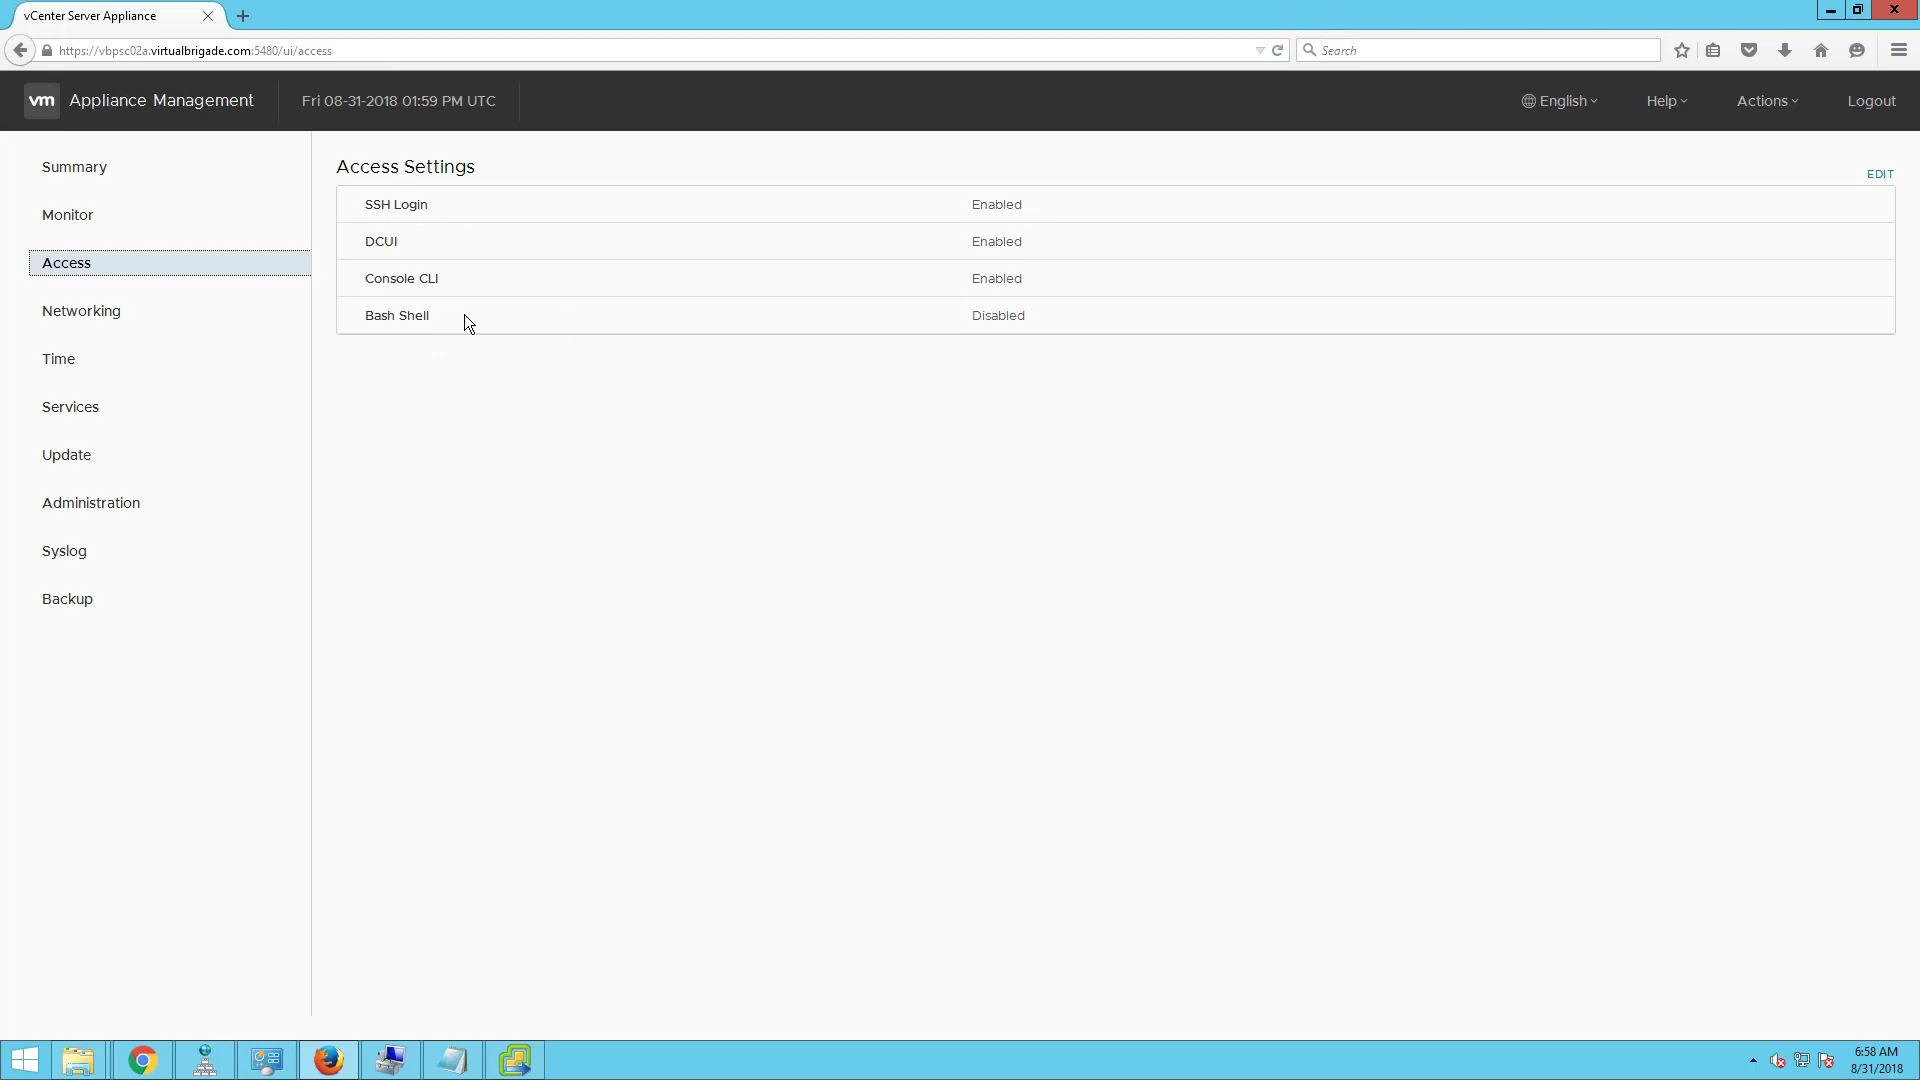 vCenter Server Appliance
https://vbpsc02a.virtualbrigade.com:5480/ui/access
Search
vm Appliance Management
Fri 08-31-2018 01:59 PM UTC
English
Help
Actions
Logout
Summary
Monitor
Access
Networking
Time
Services
Update
Administration
Syslog
Backup
Access Settings
EDIT
SSH Login Enabled
DCUI Enabled
Console CLI Enabled
Bash Shell Disabled
6:58 AM
8/31/2018